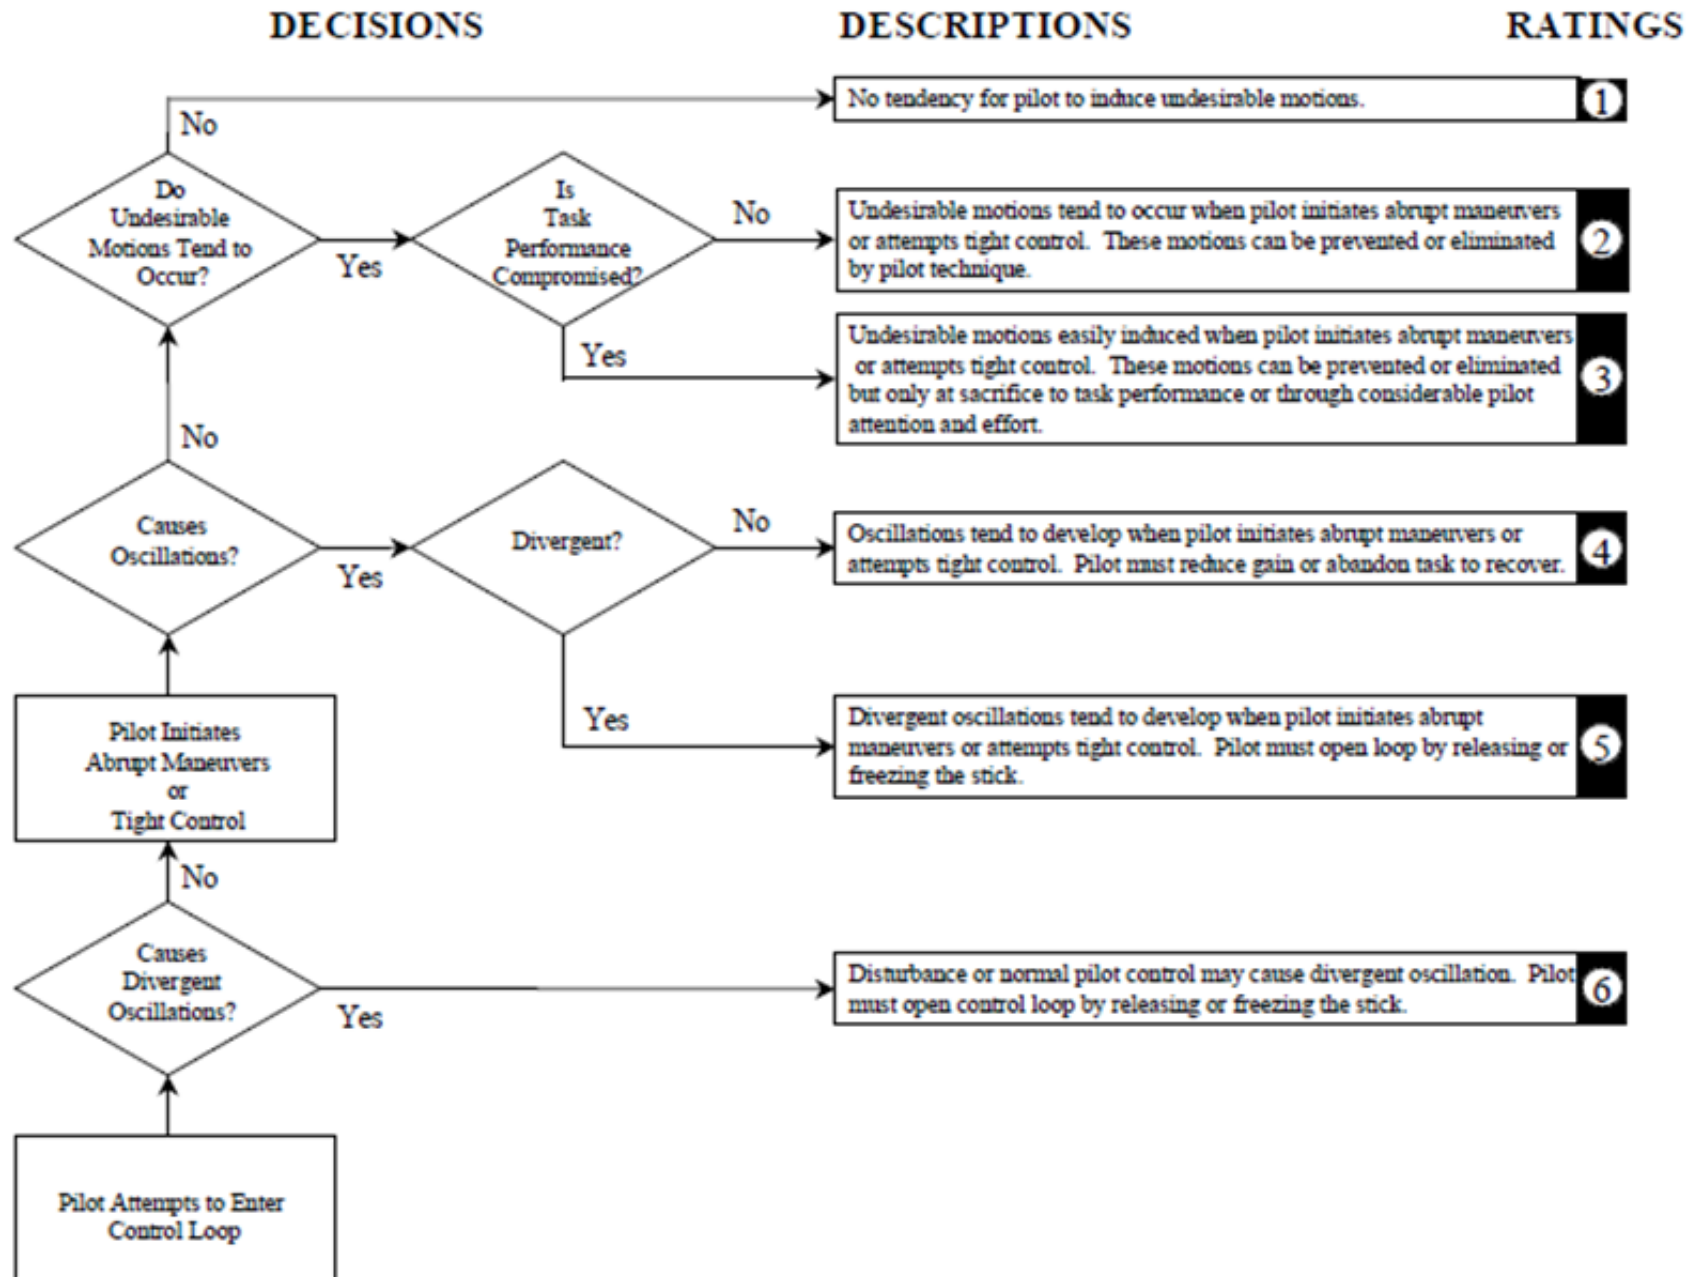 DECISIONS
DESCRIPTIONS
RATINGS
No tendency for pilot to induce undesirable motions.
1
No
Do
Undesirable
Motions Tend to
Occur?
Yes
Is
Task
Performance
Compromised?
No
Undesirable motions tend to occur when pilot initiates abrupt maneuvers
or attempts tight control. These motions can be prevented or eliminated
by pilot technique.
2
Yes
Undesirable motions easily induced when pilot initiates abrupt maneuvers
or attempts tight control. These motions can be prevented or eliminated
but only at sacrifice to task performance or through considerable pilot
attention and effort.
3
No
Causes
Oscillations?
Yes
Divergent?
No
Oscillations tend to develop when pilot initiates abrupt maneuvers or
attempts tight control. Pilot must reduce gain or abandon task to recover.
4
Yes
Divergent oscillations tend to develop when pilot initiates abrupt
maneuvers or attempts tight control. Pilot must open loop by releasing or
freezing the stick.
5
Pilot Initiates
Abrupt Maneuvers
or
Tight Control
No
Causes
Divergent
Oscillations?
Yes
Disturbance or normal pilot control may cause divergent oscillation. Pilot
must open control loop by releasing or freezing the stick.
6
Pilot Attempts to Enter
Control Loop